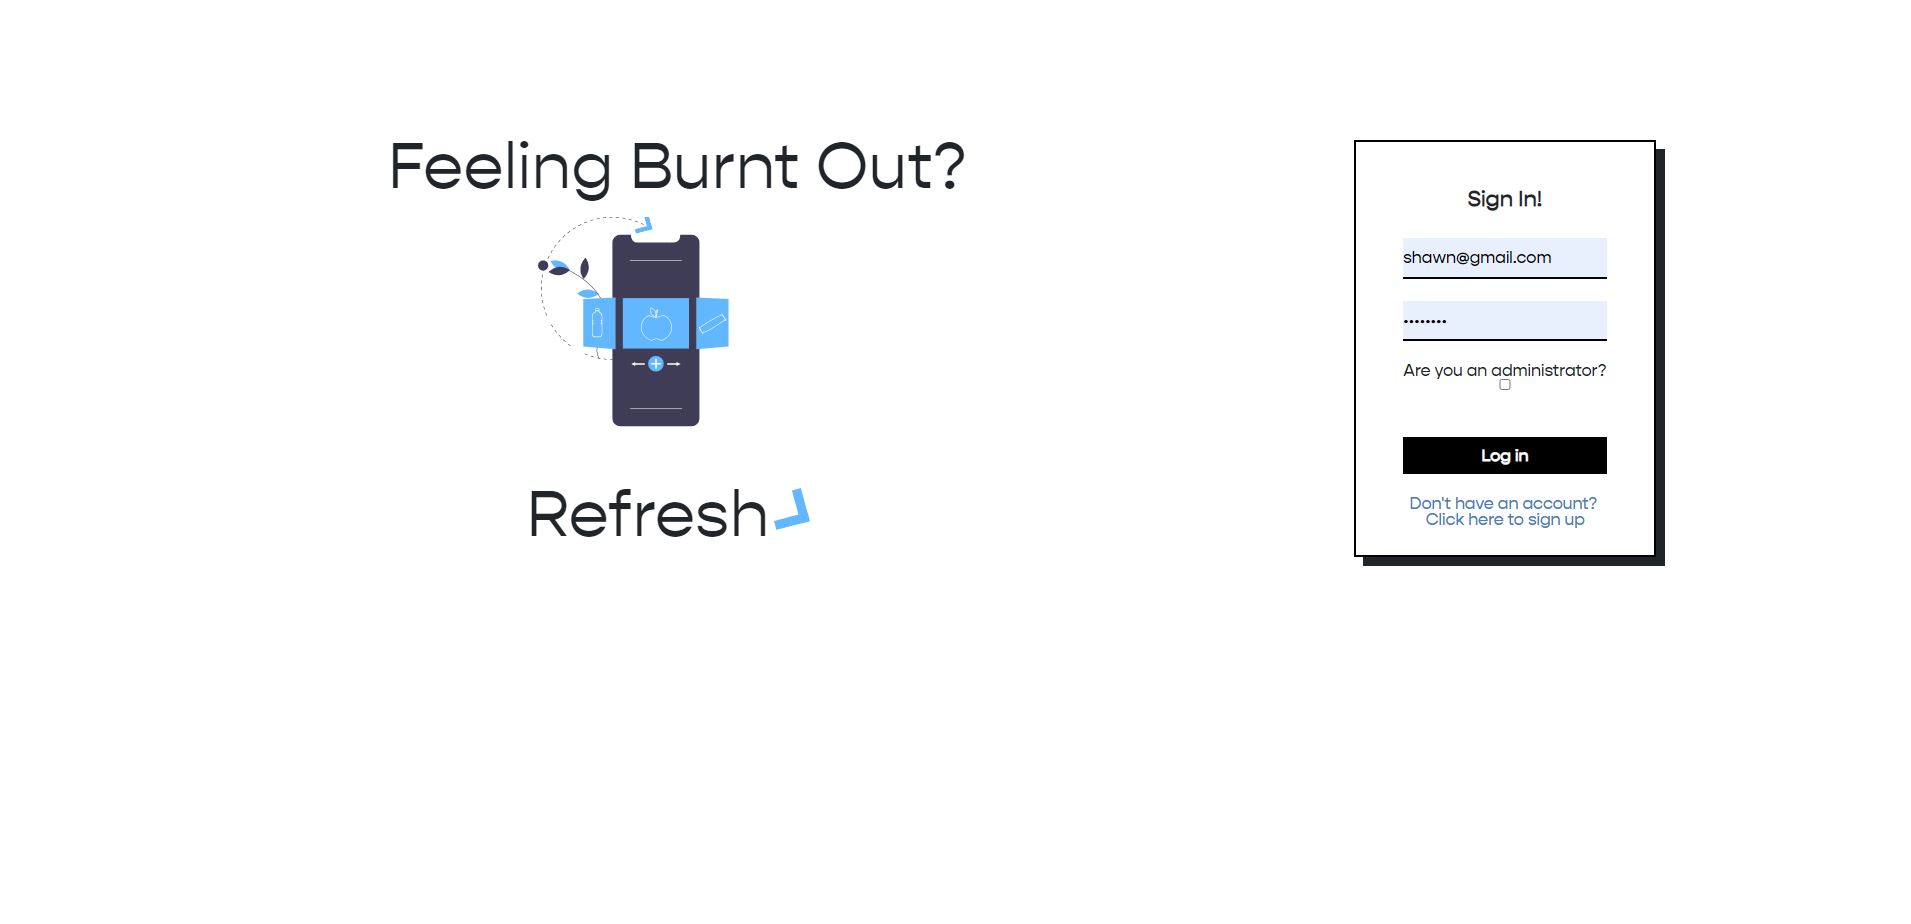 Feeling Burnt Out?
Refresh
Sign In!
shawn@gmail.com
••••••••
Are you an administrator?
Log in
Don't have an account?
Click here to sign up